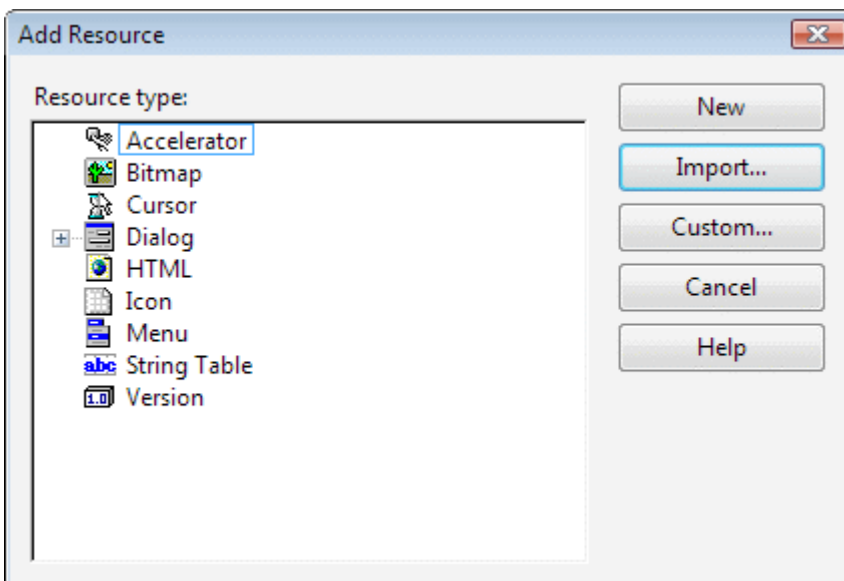 Add Resource
Resource type:
Accelerator
Bitmap
Cursor
Dialog
HTML
Icon
Menu
abc String Table
1.0 Version
New
Import...
Custom...
Cancel
Help